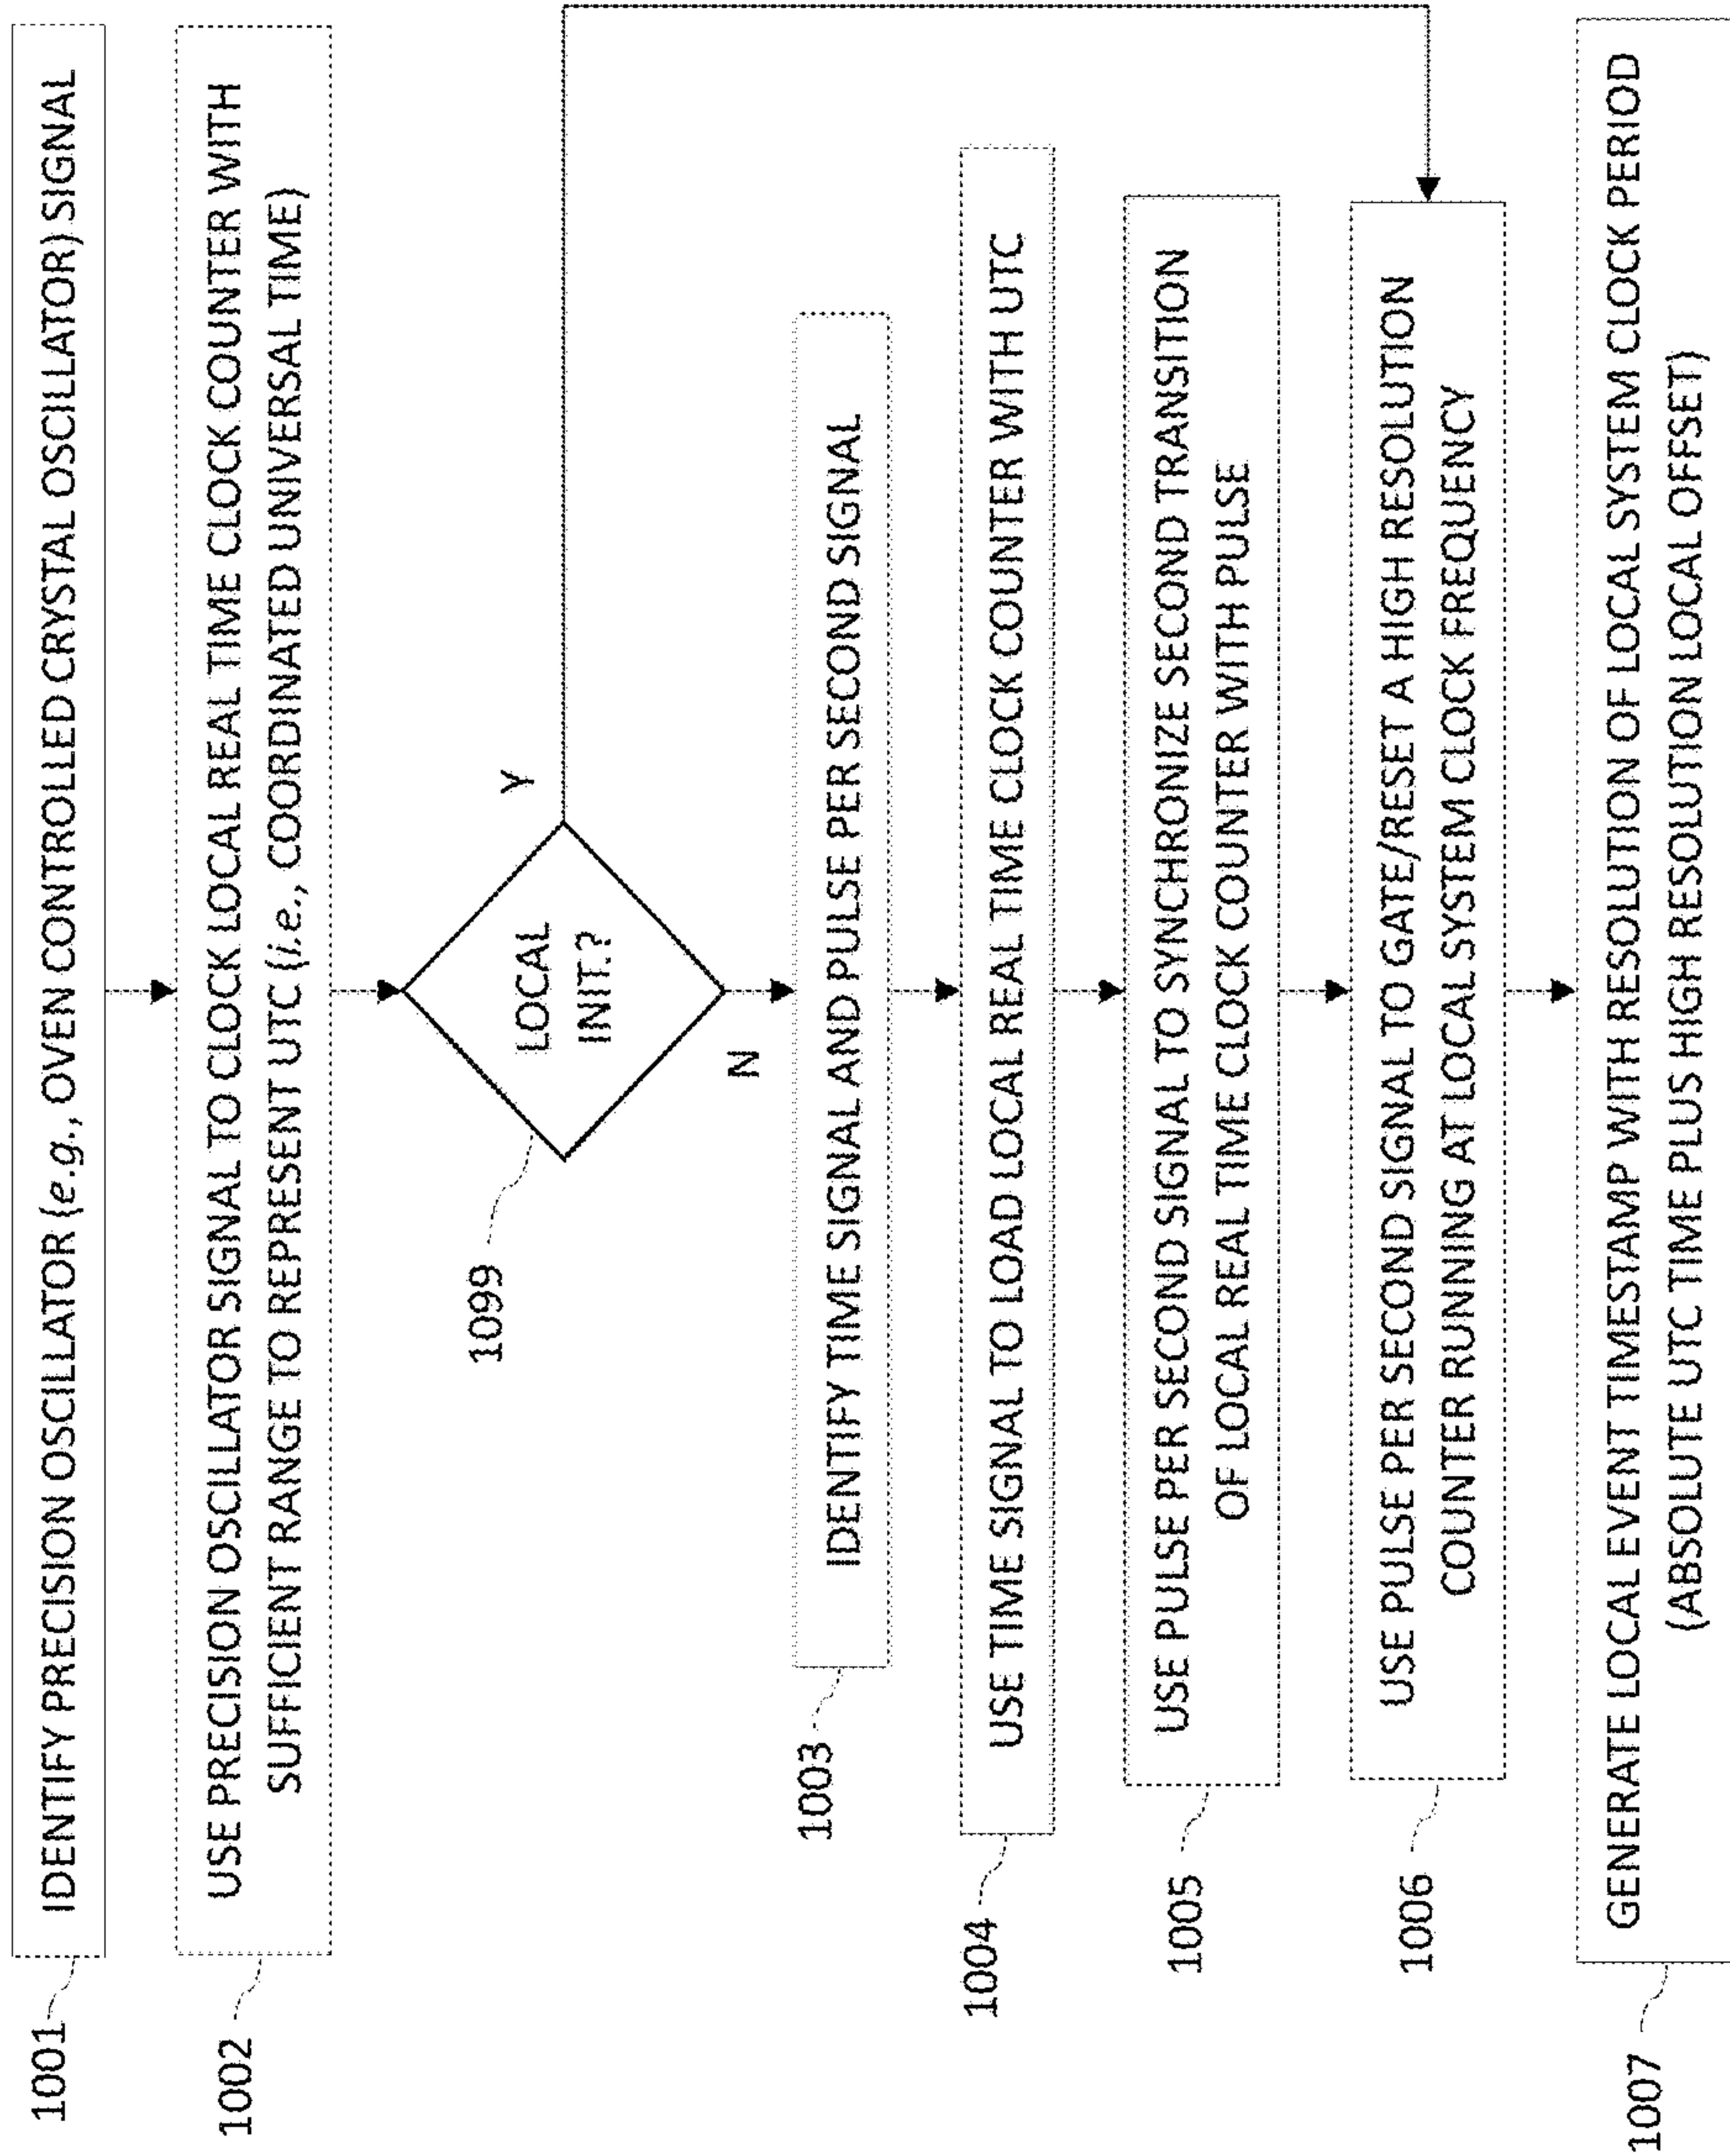 1001
IDENTIFY PRECISION OSCILLATOR (e.g., OVEN CONTROLLED CRYSTAL OSCILLATOR) SIGNAL
1002
USE PRECISION OSCILLATOR SIGNAL TO CLOCK LOCAL REAL TIME CLOCK COUNTER WITH
SUFFICIENT RANGE TO REPRESENT UTC (i.e., COORDINATED UNIVERSAL TIME)
1099
LOCAL
INIT.?
Y
N
1003
IDENTIFY TIME SIGNAL AND PULSE PER SECOND SIGNAL
1004
USE TIME SIGNAL TO LOAD LOCAL REAL TIME CLOCK COUNTER WITH UTC
1005
USE PULSE PER SECOND SIGNAL TO SYNCHRONIZE SECOND TRANSITION
OF LOCAL REAL TIME CLOCK COUNTER WITH PULSE
1006
USE PULSE PER SECOND SIGNAL TO GATE/RESET A HIGH RESOLUTION
COUNTER RUNNING AT LOCAL SYSTEM CLOCK FREQUENCY
1007
GENERATE LOCAL EVENT TIMESTAMP WITH RESOLUTION OF LOCAL SYSTEM CLOCK PERIOD
(ABSOLUTE UTC TIME PLUS HIGH RESOLUTION LOCAL OFFSET)